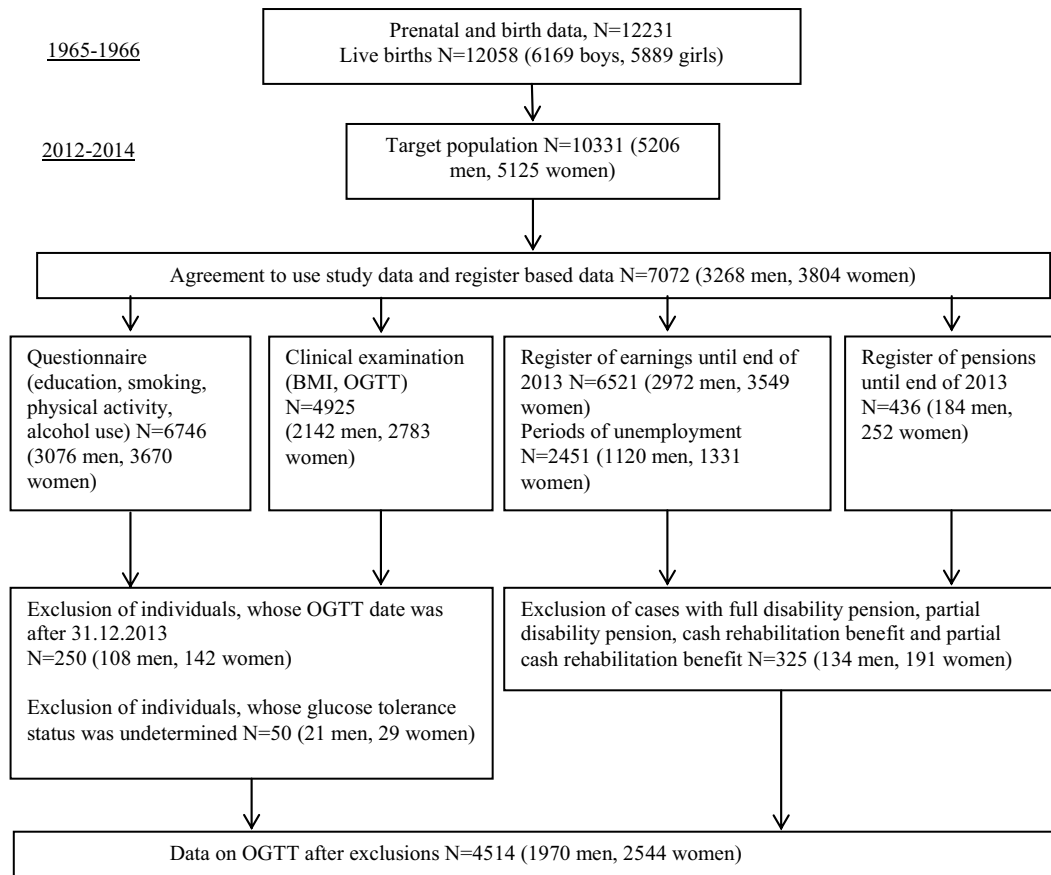 1965-1966
Prenatal and birth data, N=12231
Live births N=12058 (6169 boys, 5889 girls)
2012-2014
Target population N=10331 (5206
men, 5125 women)
Agreement to use study data and register based data N=7072 (3268 men, 3804 women)
Questionnaire
(education, smoking,
physical activity,
alcohol use) N=6746
(3076 men, 3670
women)
Clinical examination
(BMI, OGTT)
N=4925
(2142 men, 2783
women)
Register of earnings until end of
2013 N=6521 (2972 men, 3549
women)
Periods of unemployment
N=2451 (1120 men, 1331
women)
Register of pensions
until end of 2013
N=436 (184 men,
252 women)
Exclusion of individuals, whose OGTT date was
after 31.12.2013
N=250 (108 men, 142 women)
Exclusion of individuals, whose glucose tolerance
status was undetermined N=50 (21 men, 29 women)
Exclusion of cases with full disability pension, partial
disability pension, cash rehabilitation benefit and partial
cash rehabilitation benefit N=325 (134 men, 191 women)
Data on OGTT after exclusions N=4514 (1970 men, 2544 women)